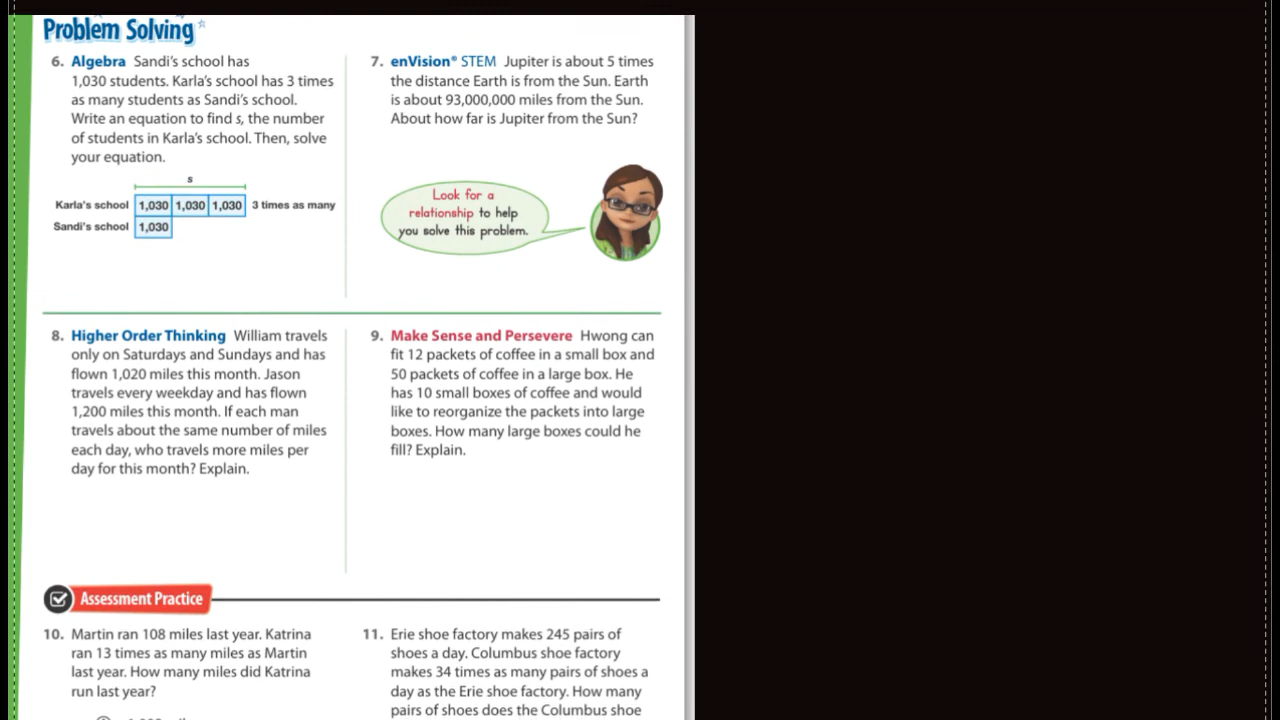 Problem Solving
6. Algebra Sandi's school has
1,030 students. Karla's school has 3 times
as many students as Sandi's school.
Write an equation to find s, the number
of students in Karla's school. Then, solve
your equation.
s
Karla's school 1,030 1,030 1,030 3 times as many
Sandi's school 1,030
7. enVision® STEM Jupiter is about 5 times
the distance Earth is from the Sun. Earth
is about 93,000,000 miles from the Sun.
About how far is Jupiter from the Sun?
Look for a
relationship to help
you solve this problem.
8. Higher Order Thinking William travels
only on Saturdays and Sundays and has
flown 1,020 miles this month. Jason
travels every weekday and has flown
1,200 miles this month. If each man
travels about the same number of miles
each day, who travels more miles per
day for this month? Explain.
9. Make Sense and Persevere Hwong can
fit 12 packets of coffee in a small box and
50 packets of coffee in a large box. He
has 10 small boxes of coffee and would
like to reorganize the packets into large
boxes. How many large boxes could he
fill? Explain.
Assessment Practice
10. Martin ran 108 miles last year. Katrina
ran 13 times as many miles as Martin
last year. How many miles did Katrina
run last year?
11. Erie shoe factory makes 245 pairs of
shoes a day. Columbus shoe factory
makes 34 times as many pairs of shoes a
day as the Erie shoe factory. How many
pairs of shoes does the Columbus shoe